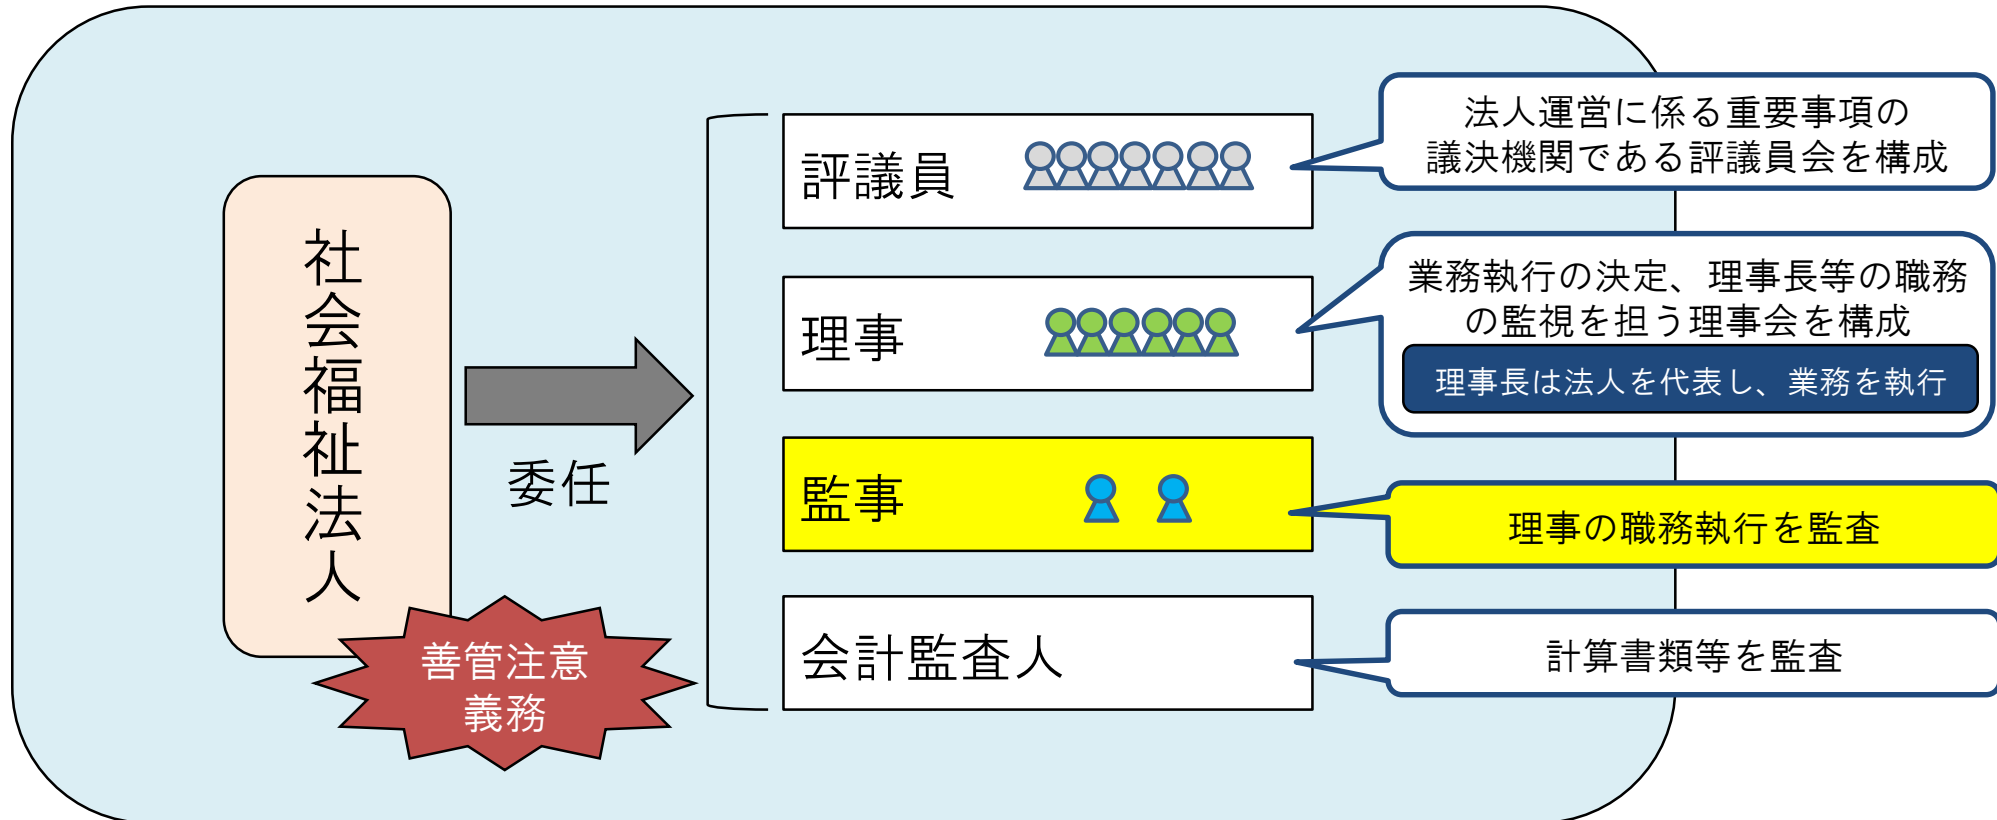 社会福祉法人
委任
善管注意
義務
評議員
法人運営に係る重要事項の
議決機関である評議員会を構成
理事
業務執行の決定、理事長等の職務
の監視を担う理事会を構成
理事長は法人を代表し、業務を執行
監事
理事の職務執行を監査
会計監査人
計算書類等を監査